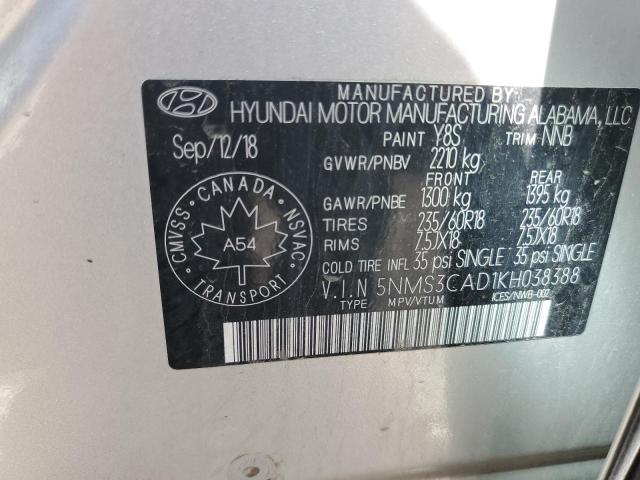 MANUFACTURED BY:
HYUNDAI MOTOR MANUFACTURING ALABAMA, LLC
Sep/12/18
PAINT Y8S TRIM NNB
GVWR/PNBV 2210 kg
FRONT REAR
GAWR/PNBE 1300 kg 1395 kg
TIRES 235/60R18 235/60R18
RIMS 7.5JX18 7.5JX18
COLD TIRE INFL 35 psi SINGLE 35 psi SINGLE
V.I.N 5NMS3CAD1KH038388
TYPE MPV/VTUM ICES/NWB-002
CMVSS · CANADA · NSVAC
A54
TRANSPORT